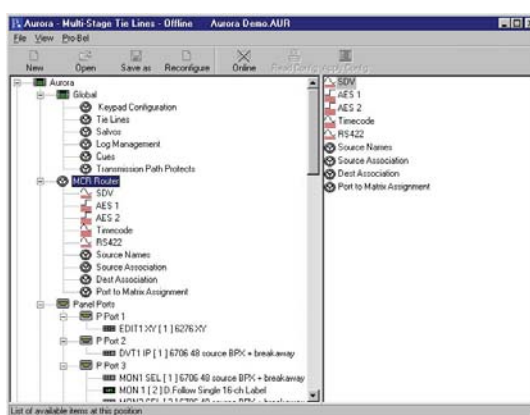 Aurora - Multi-Stage Tie Lines - Offline Aurora Demo.AUR
File View Pro-Bel
New Open Save as Reconfigure Online Read Config Apply Config
Aurora
Global
Keypad Configuration
Tie Lines
Salvos
Log Management
Cues
Transmission Path Protects
MCR Router
SDV
AES 1
AES 2
Timecode
RS422
Source Names
Source Association
Dest Association
Port to Matrix Assignment
Panel Ports
P Port 1
EDIT1 XY [ 1 ] 6276 XY
P Port 2
DVT1 IP [ 1 ] 6706 48 source BPX + breakaway
P Port 3
MON1 SEL [ 1 ] 6706 48 source BPX + breakaway
MON 1 [ 2 ] D.Follow Single 16-ch Label
SDV
AES 1
AES 2
Timecode
RS422
Source Names
Source Association
Dest Association
Port to Matrix Assignment
List of available items at this position